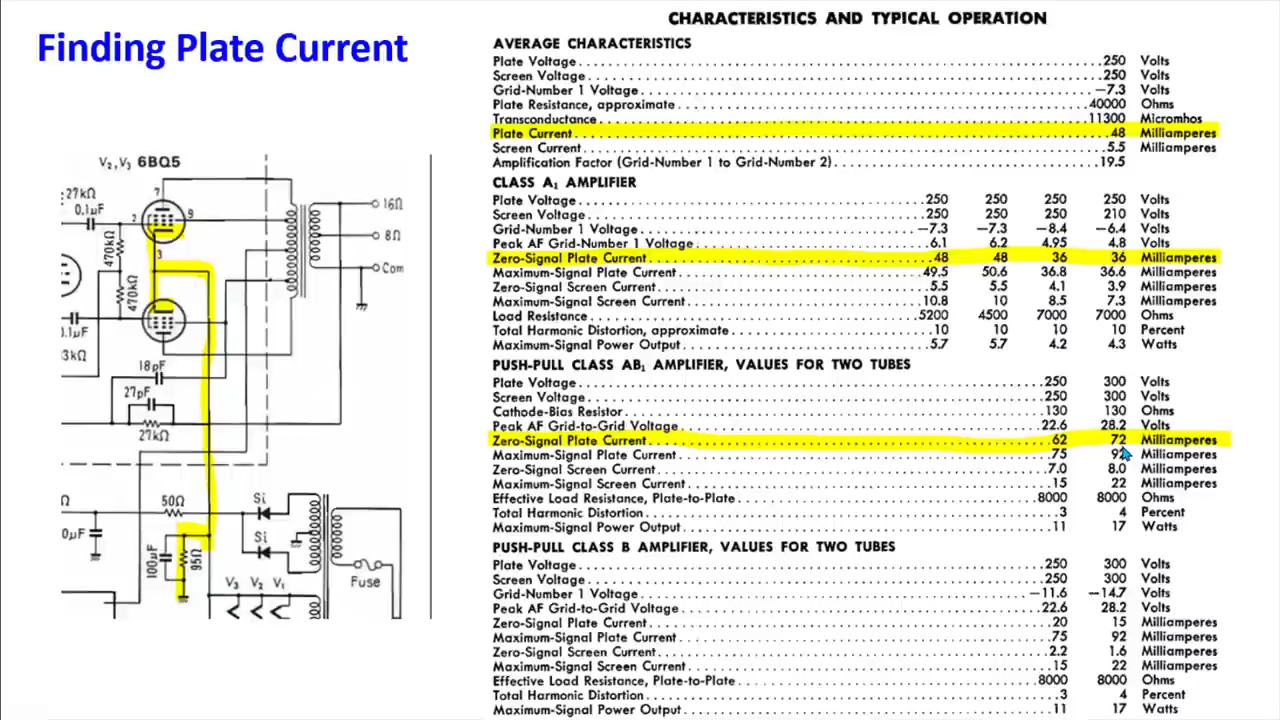 Finding Plate Current
CHARACTERISTICS AND TYPICAL OPERATION
AVERAGE CHARACTERISTICS
Plate Voltage 250 Volts
Screen Voltage 250 Volts
Grid-Number 1 Voltage −7.3 Volts
Plate Resistance, approximate 40000 Ohms
Transconductance 11300 Micromhos
Plate Current 48 Milliamperes
Screen Current 5.5 Milliamperes
Amplification Factor (Grid-Number 1 to Grid-Number 2) 19.5
CLASS A₁ AMPLIFIER
Plate Voltage 250 250 250 250 Volts
Screen Voltage 250 250 250 210 Volts
Grid-Number 1 Voltage −7.3 −7.3 −8.4 −6.4 Volts
Peak AF Grid-Number 1 Voltage 6.1 6.2 4.95 4.8 Volts
Zero-Signal Plate Current 48 48 36 36 Milliamperes
Maximum-Signal Plate Current 49.5 50.6 36.8 36.6 Milliamperes
Zero-Signal Screen Current 5.5 5.5 4.1 3.9 Milliamperes
Maximum-Signal Screen Current 10.8 10 8.5 7.3 Milliamperes
Load Resistance 5200 4500 7000 7000 Ohms
Total Harmonic Distortion, approximate 10 10 10 10 Percent
Maximum-Signal Power Output 5.7 5.7 4.2 4.3 Watts
PUSH-PULL CLASS AB₁ AMPLIFIER, VALUES FOR TWO TUBES
Plate Voltage 250 300 Volts
Screen Voltage 250 300 Volts
Cathode-Bias Resistor 130 130 Ohms
Peak AF Grid-to-Grid Voltage 22.6 28.2 Volts
Zero-Signal Plate Current 62 72 Milliamperes
Maximum-Signal Plate Current 75 92 Milliamperes
Zero-Signal Screen Current 7.0 8.0 Milliamperes
Maximum-Signal Screen Current 15 22 Milliamperes
Effective Load Resistance, Plate-to-Plate 8000 8000 Ohms
Total Harmonic Distortion 3 4 Percent
Maximum-Signal Power Output 11 17 Watts
PUSH-PULL CLASS B AMPLIFIER, VALUES FOR TWO TUBES
Plate Voltage 250 300 Volts
Screen Voltage 250 300 Volts
Grid-Number 1 Voltage −11.6 −14.7 Volts
Peak AF Grid-to-Grid Voltage 22.6 28.2 Volts
Zero-Signal Plate Current 20 15 Milliamperes
Maximum-Signal Plate Current 75 92 Milliamperes
Zero-Signal Screen Current 2.2 1.6 Milliamperes
Maximum-Signal Screen Current 15 22 Milliamperes
Effective Load Resistance, Plate-to-Plate 8000 8000 Ohms
Total Harmonic Distortion 3 4 Percent
Maximum-Signal Power Output 11 17 Watts
V₂, V₃ 6BQ5
27kΩ
0.1µF
2
7
9
3
16Ω
8Ω
Com
470kΩ
470kΩ
18pF
27pF
27kΩ
50Ω
Si
Si
100µF
95Ω
V₃ V₂ V₁
Fuse